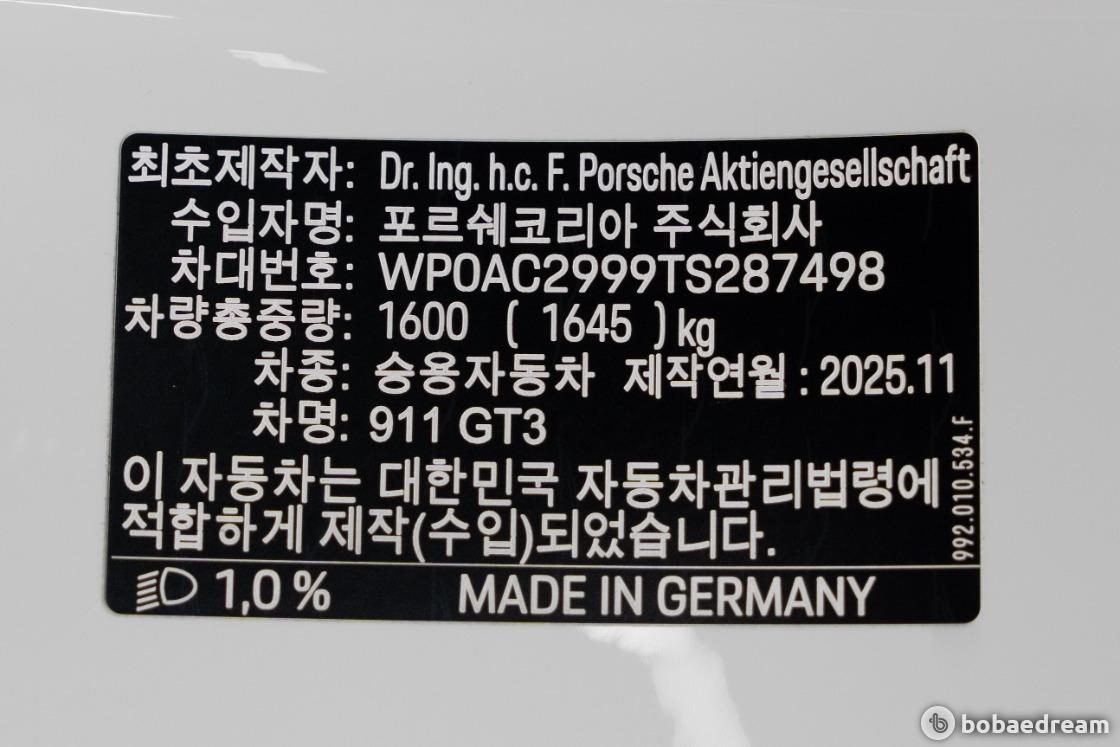 최초제작자: Dr. Ing. h.c. F. Porsche Aktiengesellschaft
수입자명: 포르쉐코리아 주식회사
차대번호: WP0AC2999TS287498
차량총중량: 1600 ( 1645 ) kg
차종: 승용자동차 제작연월 : 2025.11
차명: 911 GT3
이 자동차는 대한민국 자동차관리법령에
적합하게 제작(수입)되었습니다.
992.010.534.F
1,0 % MADE IN GERMANY
bobaedream